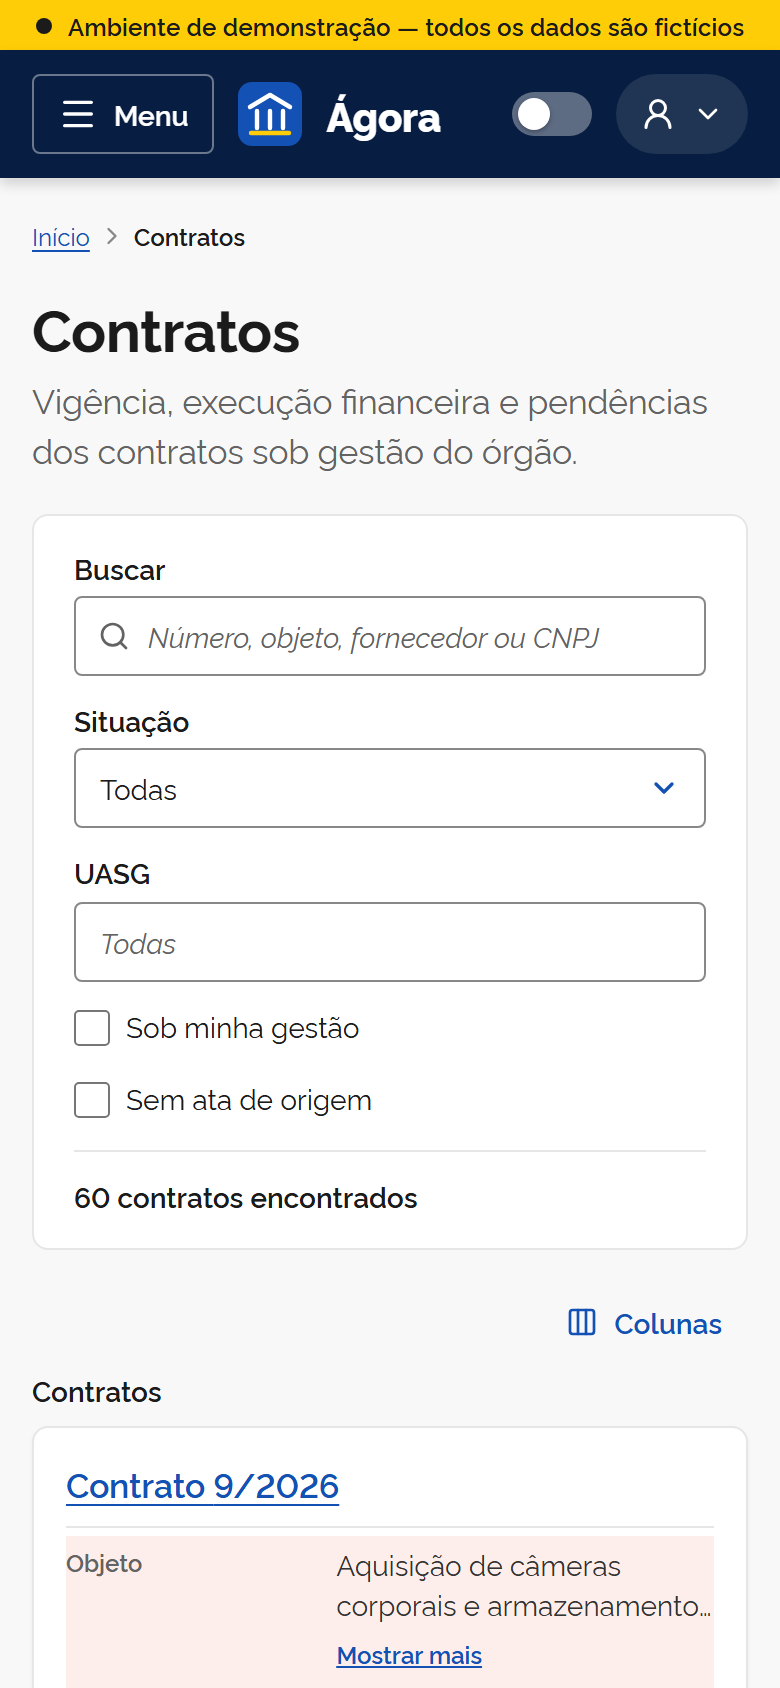 Ambiente de demonstração — todos os dados são fictícios
Menu
Ágora
Início > Contratos
Contratos
Vigência, execução financeira e pendências
dos contratos sob gestão do órgão.
Buscar
Número, objeto, fornecedor ou CNPJ
Situação
Todas
UASG
Todas
Sob minha gestão
Sem ata de origem
60 contratos encontrados
Colunas
Contratos
Contrato 9/2026
Objeto
Aquisição de câmeras
corporais e armazenamento...
Mostrar mais